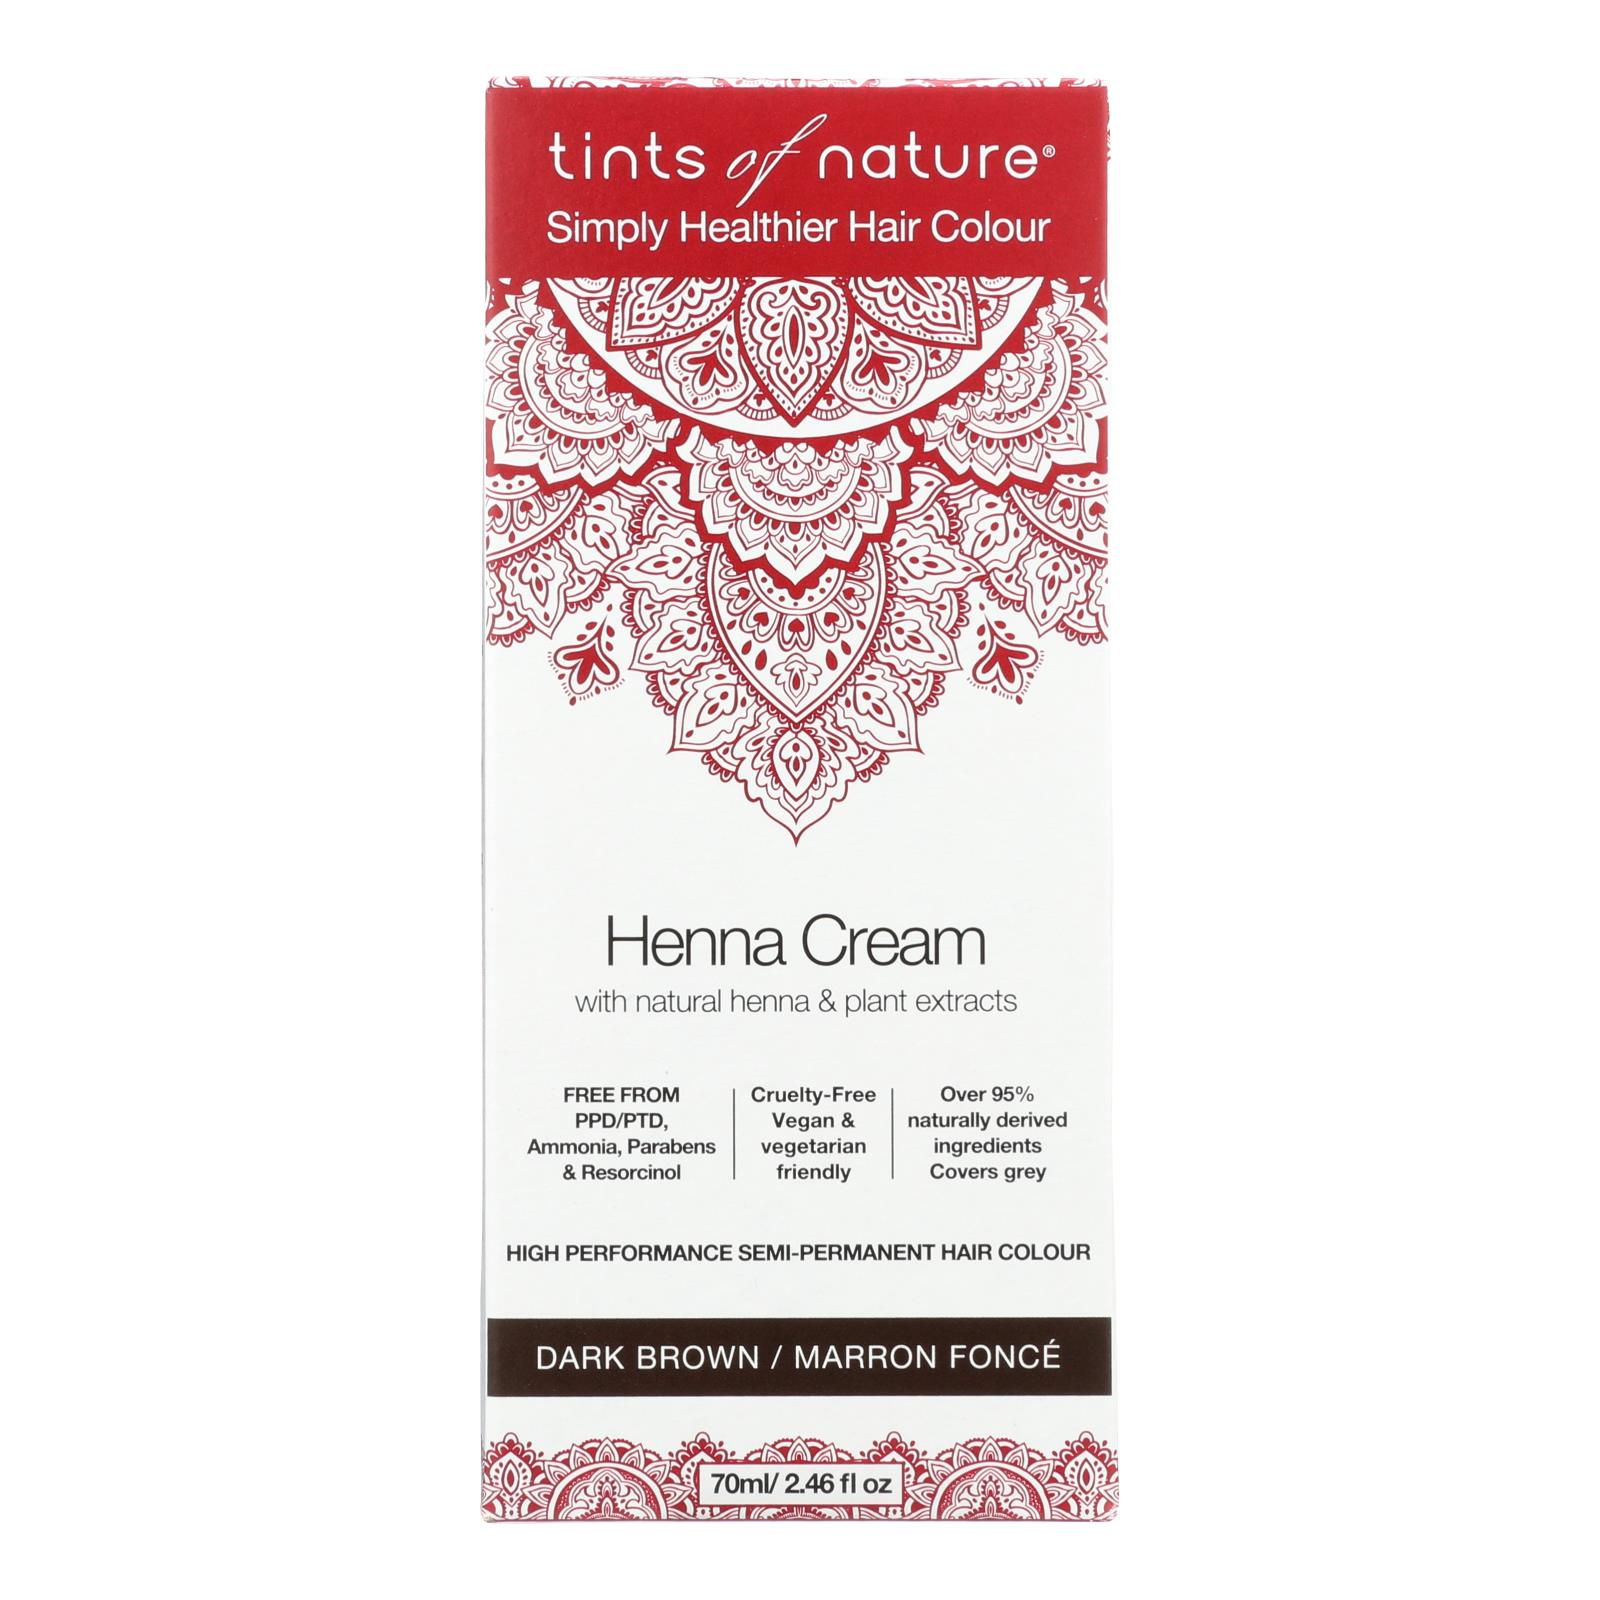 tints of nature®
Simply Healthier Hair Colour
Henna Cream
with natural henna & plant extracts
FREE FROM
PPD/PTD,
Ammonia, Parabens
& Resorcinol
Cruelty-Free
Vegan &
vegetarian
friendly
Over 95%
naturally derived
ingredients
Covers grey
HIGH PERFORMANCE SEMI-PERMANENT HAIR COLOUR
DARK BROWN / MARRON FONCÉ
70ml/ 2.46 fl oz